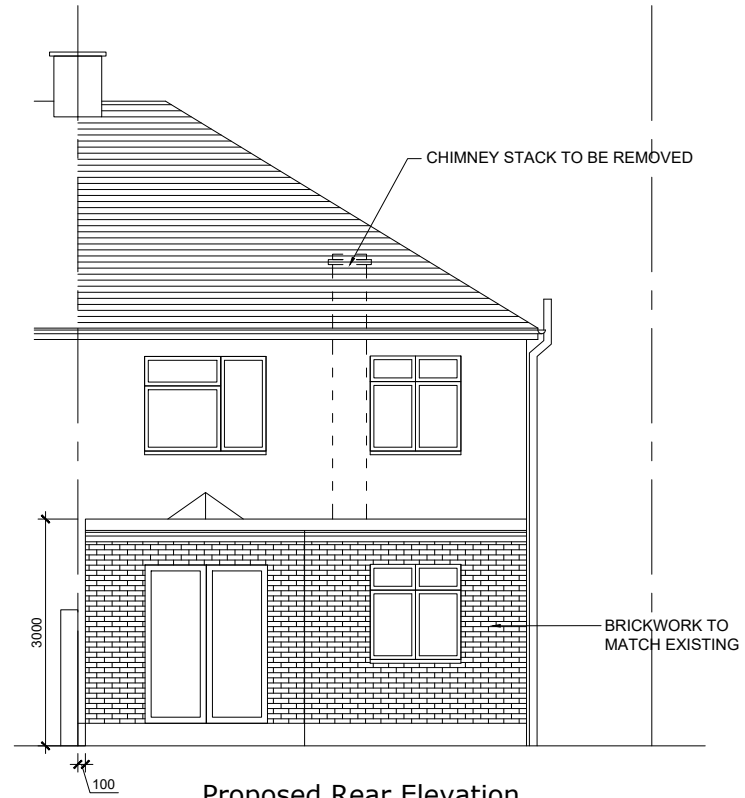 CHIMNEY STACK TO BE REMOVED
3000
BRICKWORK TO
MATCH EXISTING
100
Proposed Rear Elevation